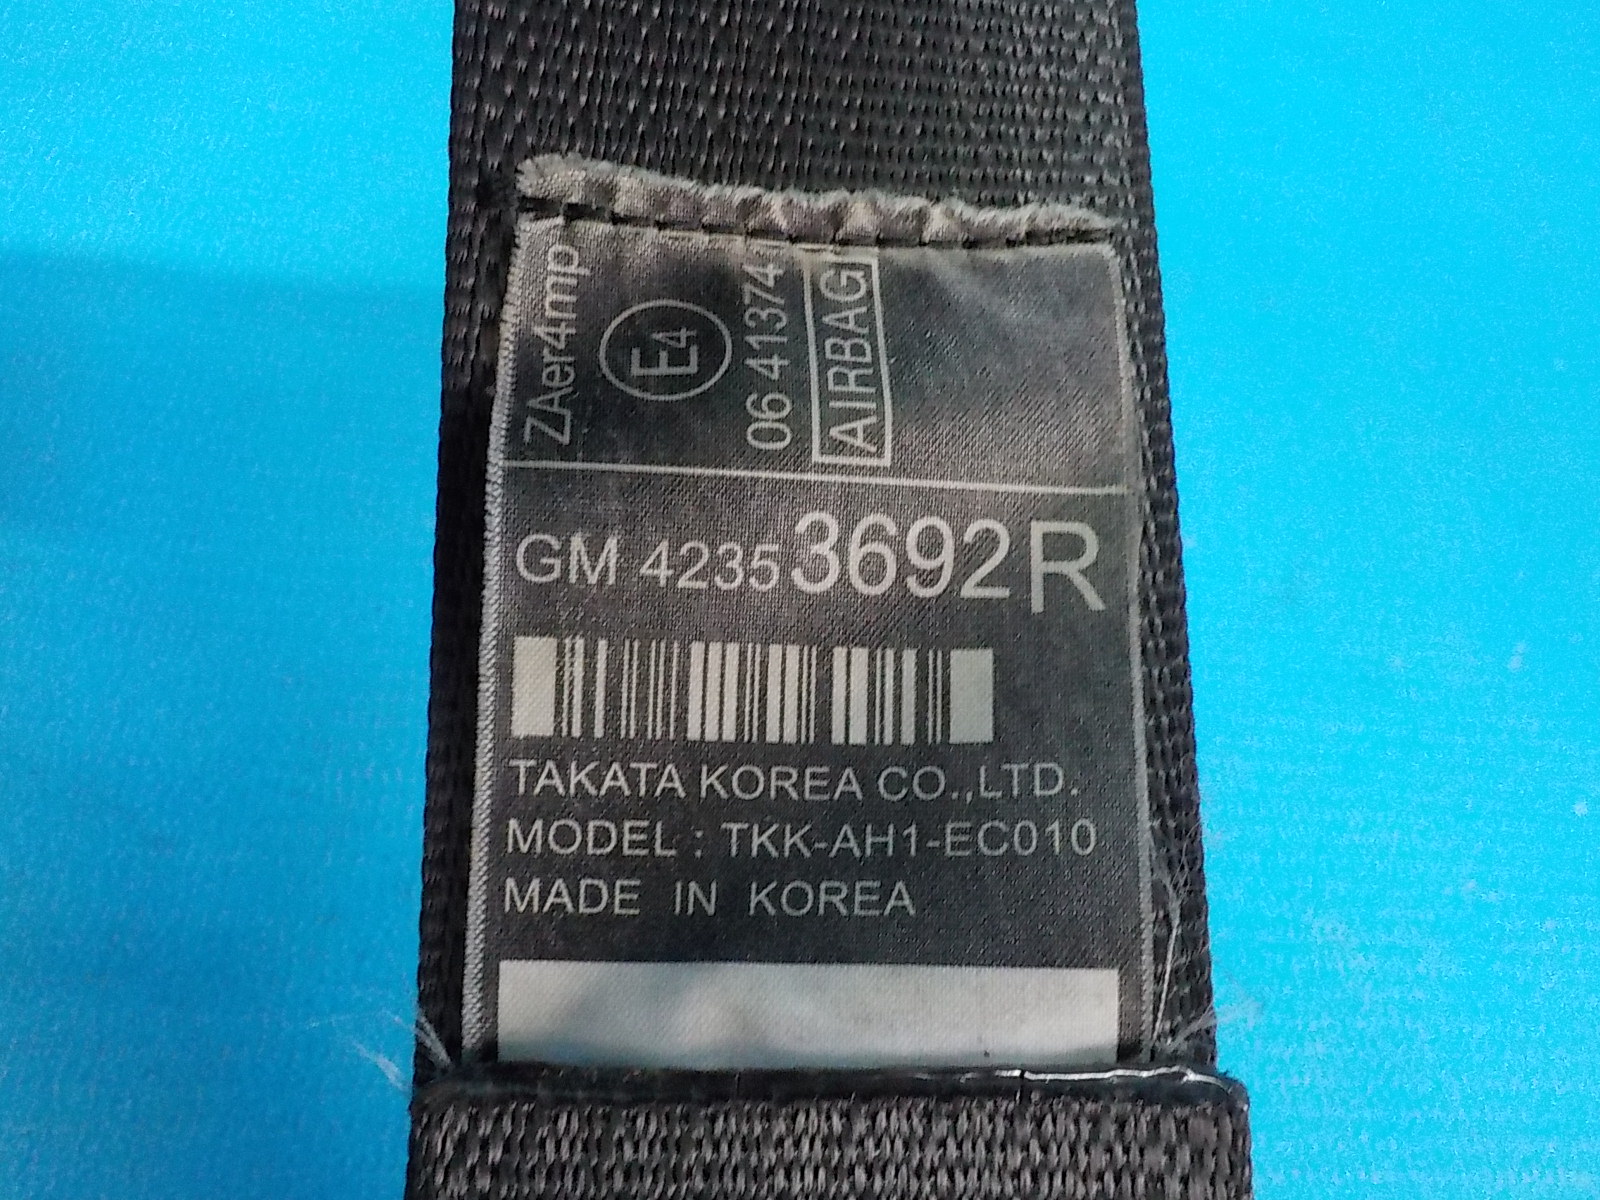 ZAer4mp
E4
06 41374
AIRBAG
GM 42353692R
TAKATA KOREA CO.,LTD.
MODEL : TKK-AH1-EC010
MADE IN KOREA